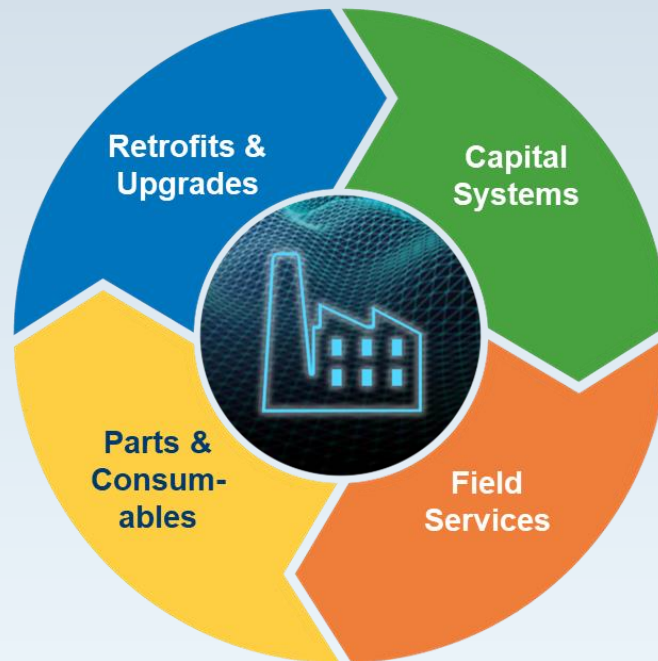 Retrofits &
Upgrades
Capital
Systems
Parts &
Consum-
ables
Field
Services